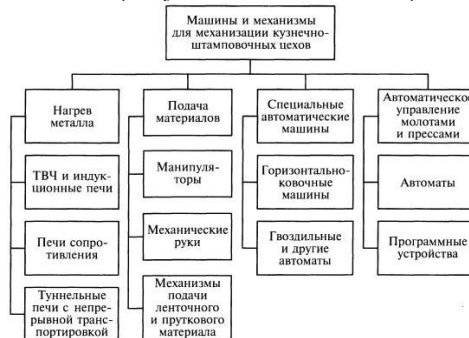 Машины и механизмы
для механизации кузнечно-
штамповочных цехов
Нагрев
металла
ТВЧ и индук-
ционные печи
Печи сопро-
тивления
Туннельные
печи с непре-
рывной транс-
портировкой
Подача
материалов
Манипуля-
торы
Механические
руки
Механизмы
подачи
ленточного
и пруткового
материала
Специальные
автоматические
машины
Горизонтально-
ковочные
машины
Гвоздильные
и другие
автоматы
Автоматическое
управление
молотами
и прессами
Автоматы
Программные
устройства